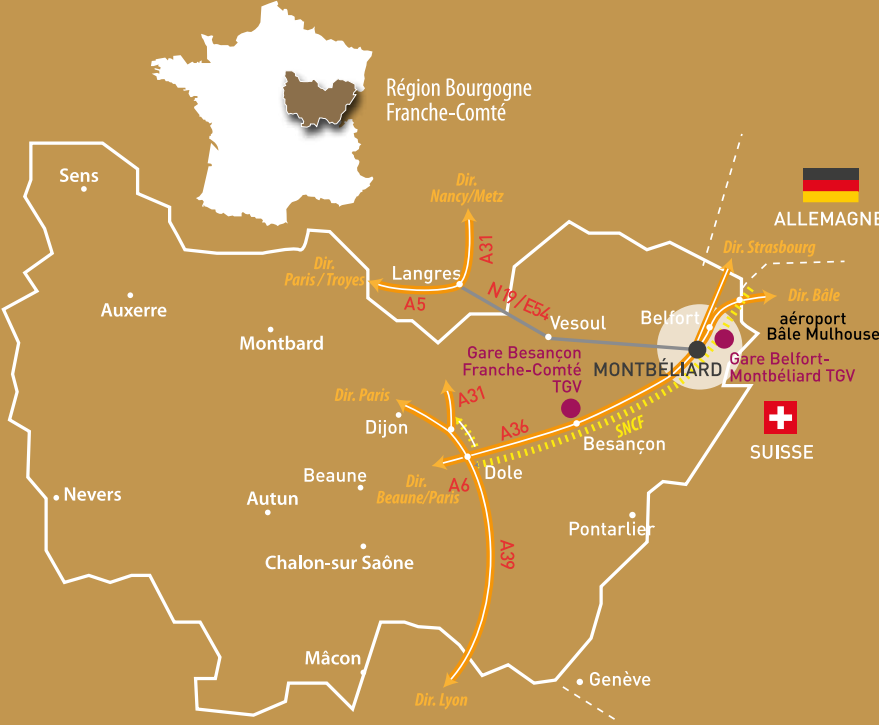 Région Bourgogne
Franche-Comté
Sens
Dir.
Nancy/Metz
ALLEMAGNE
Dir. Strasbourg
Dir.
Paris / Troyes
Langres
A31
A5
N19/E54
Dir. Bâle
Auxerre
Montbard
Vesoul
Belfort
aéroport
Bâle Mulhouse
Gare Besançon
Franche-Comté
TGV
MONTBÉLIARD
Gare Belfort-
Montbéliard TGV
Dir. Paris
A31
Dijon
A36
SNCF
Besançon
SUISSE
Beaune
Dir.
Beaune/Paris
A6
Dole
Nevers
Autun
Pontarlier
Chalon-sur Saône
A39
Mâcon
Genève
Dir. Lyon